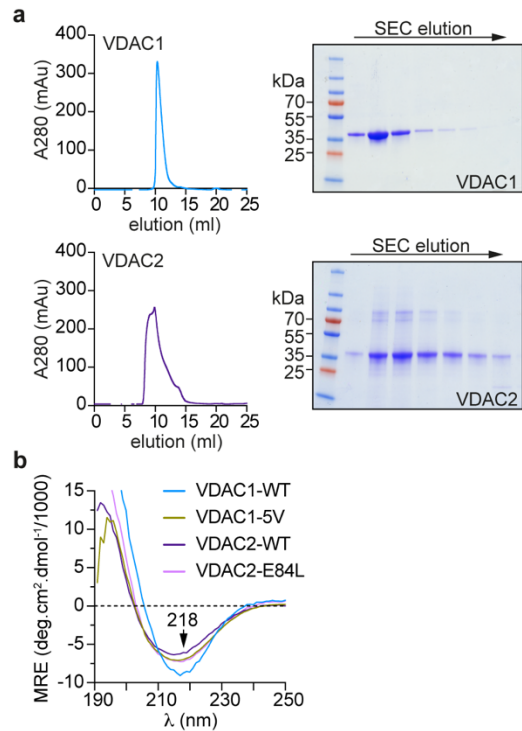 a
VDAC1
400
300
200
100
0
A280 (mAu)
0 5 10 15 20 25
elution (ml)
SEC elution
kDa
70
55
35
25
VDAC1
VDAC2
400
300
200
100
0
A280 (mAu)
0 5 10 15 20 25
elution (ml)
SEC elution
kDa
70
55
35
25
VDAC2
b
15
10
5
0
-5
-10
MRE (deg.cm².dmol⁻¹/1000)
VDAC1-WT
VDAC1-5V
VDAC2-WT
VDAC2-E84L
218
190 210 230 250
λ (nm)